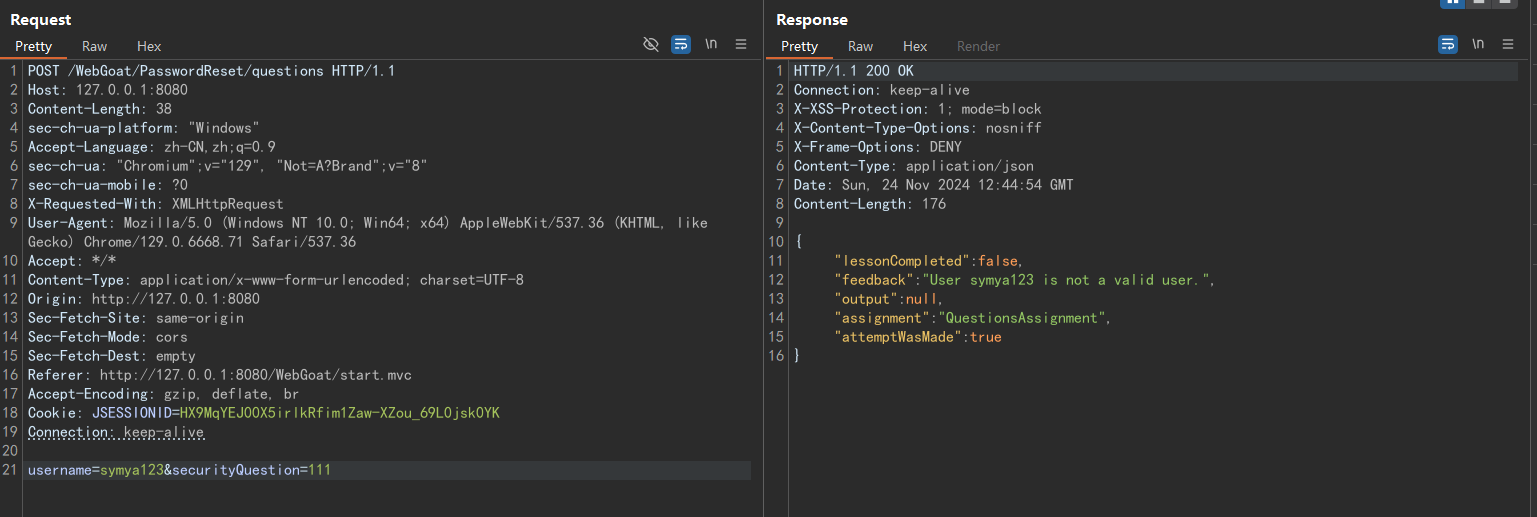 Request
Pretty Raw Hex \n
1 POST /WebGoat/PasswordReset/questions HTTP/1.1
2 Host: 127.0.0.1:8080
3 Content-Length: 38
4 sec-ch-ua-platform: "Windows"
5 Accept-Language: zh-CN,zh;q=0.9
6 sec-ch-ua: "Chromium";v="129", "Not=A?Brand";v="8"
7 sec-ch-ua-mobile: ?0
8 X-Requested-With: XMLHttpRequest
9 User-Agent: Mozilla/5.0 (Windows NT 10.0; Win64; x64) AppleWebKit/537.36 (KHTML, like
Gecko) Chrome/129.0.6668.71 Safari/537.36
10 Accept: */*
11 Content-Type: application/x-www-form-urlencoded; charset=UTF-8
12 Origin: http://127.0.0.1:8080
13 Sec-Fetch-Site: same-origin
14 Sec-Fetch-Mode: cors
15 Sec-Fetch-Dest: empty
16 Referer: http://127.0.0.1:8080/WebGoat/start.mvc
17 Accept-Encoding: gzip, deflate, br
18 Cookie: JSESSIONID=HX9MqYEJOOX5irlkRfim1Zaw-XZou_69L0jskOYK
19 Connection: keep-alive
20
21 username=symya123&securityQuestion=111
Response
Pretty Raw Hex Render \n
1 HTTP/1.1 200 OK
2 Connection: keep-alive
3 X-XSS-Protection: 1; mode=block
4 X-Content-Type-Options: nosniff
5 X-Frame-Options: DENY
6 Content-Type: application/json
7 Date: Sun, 24 Nov 2024 12:44:54 GMT
8 Content-Length: 176
9
10 {
11 "lessonCompleted":false,
12 "feedback":"User symya123 is not a valid user.",
13 "output":null,
14 "assignment":"QuestionsAssignment",
15 "attemptWasMade":true
16 }